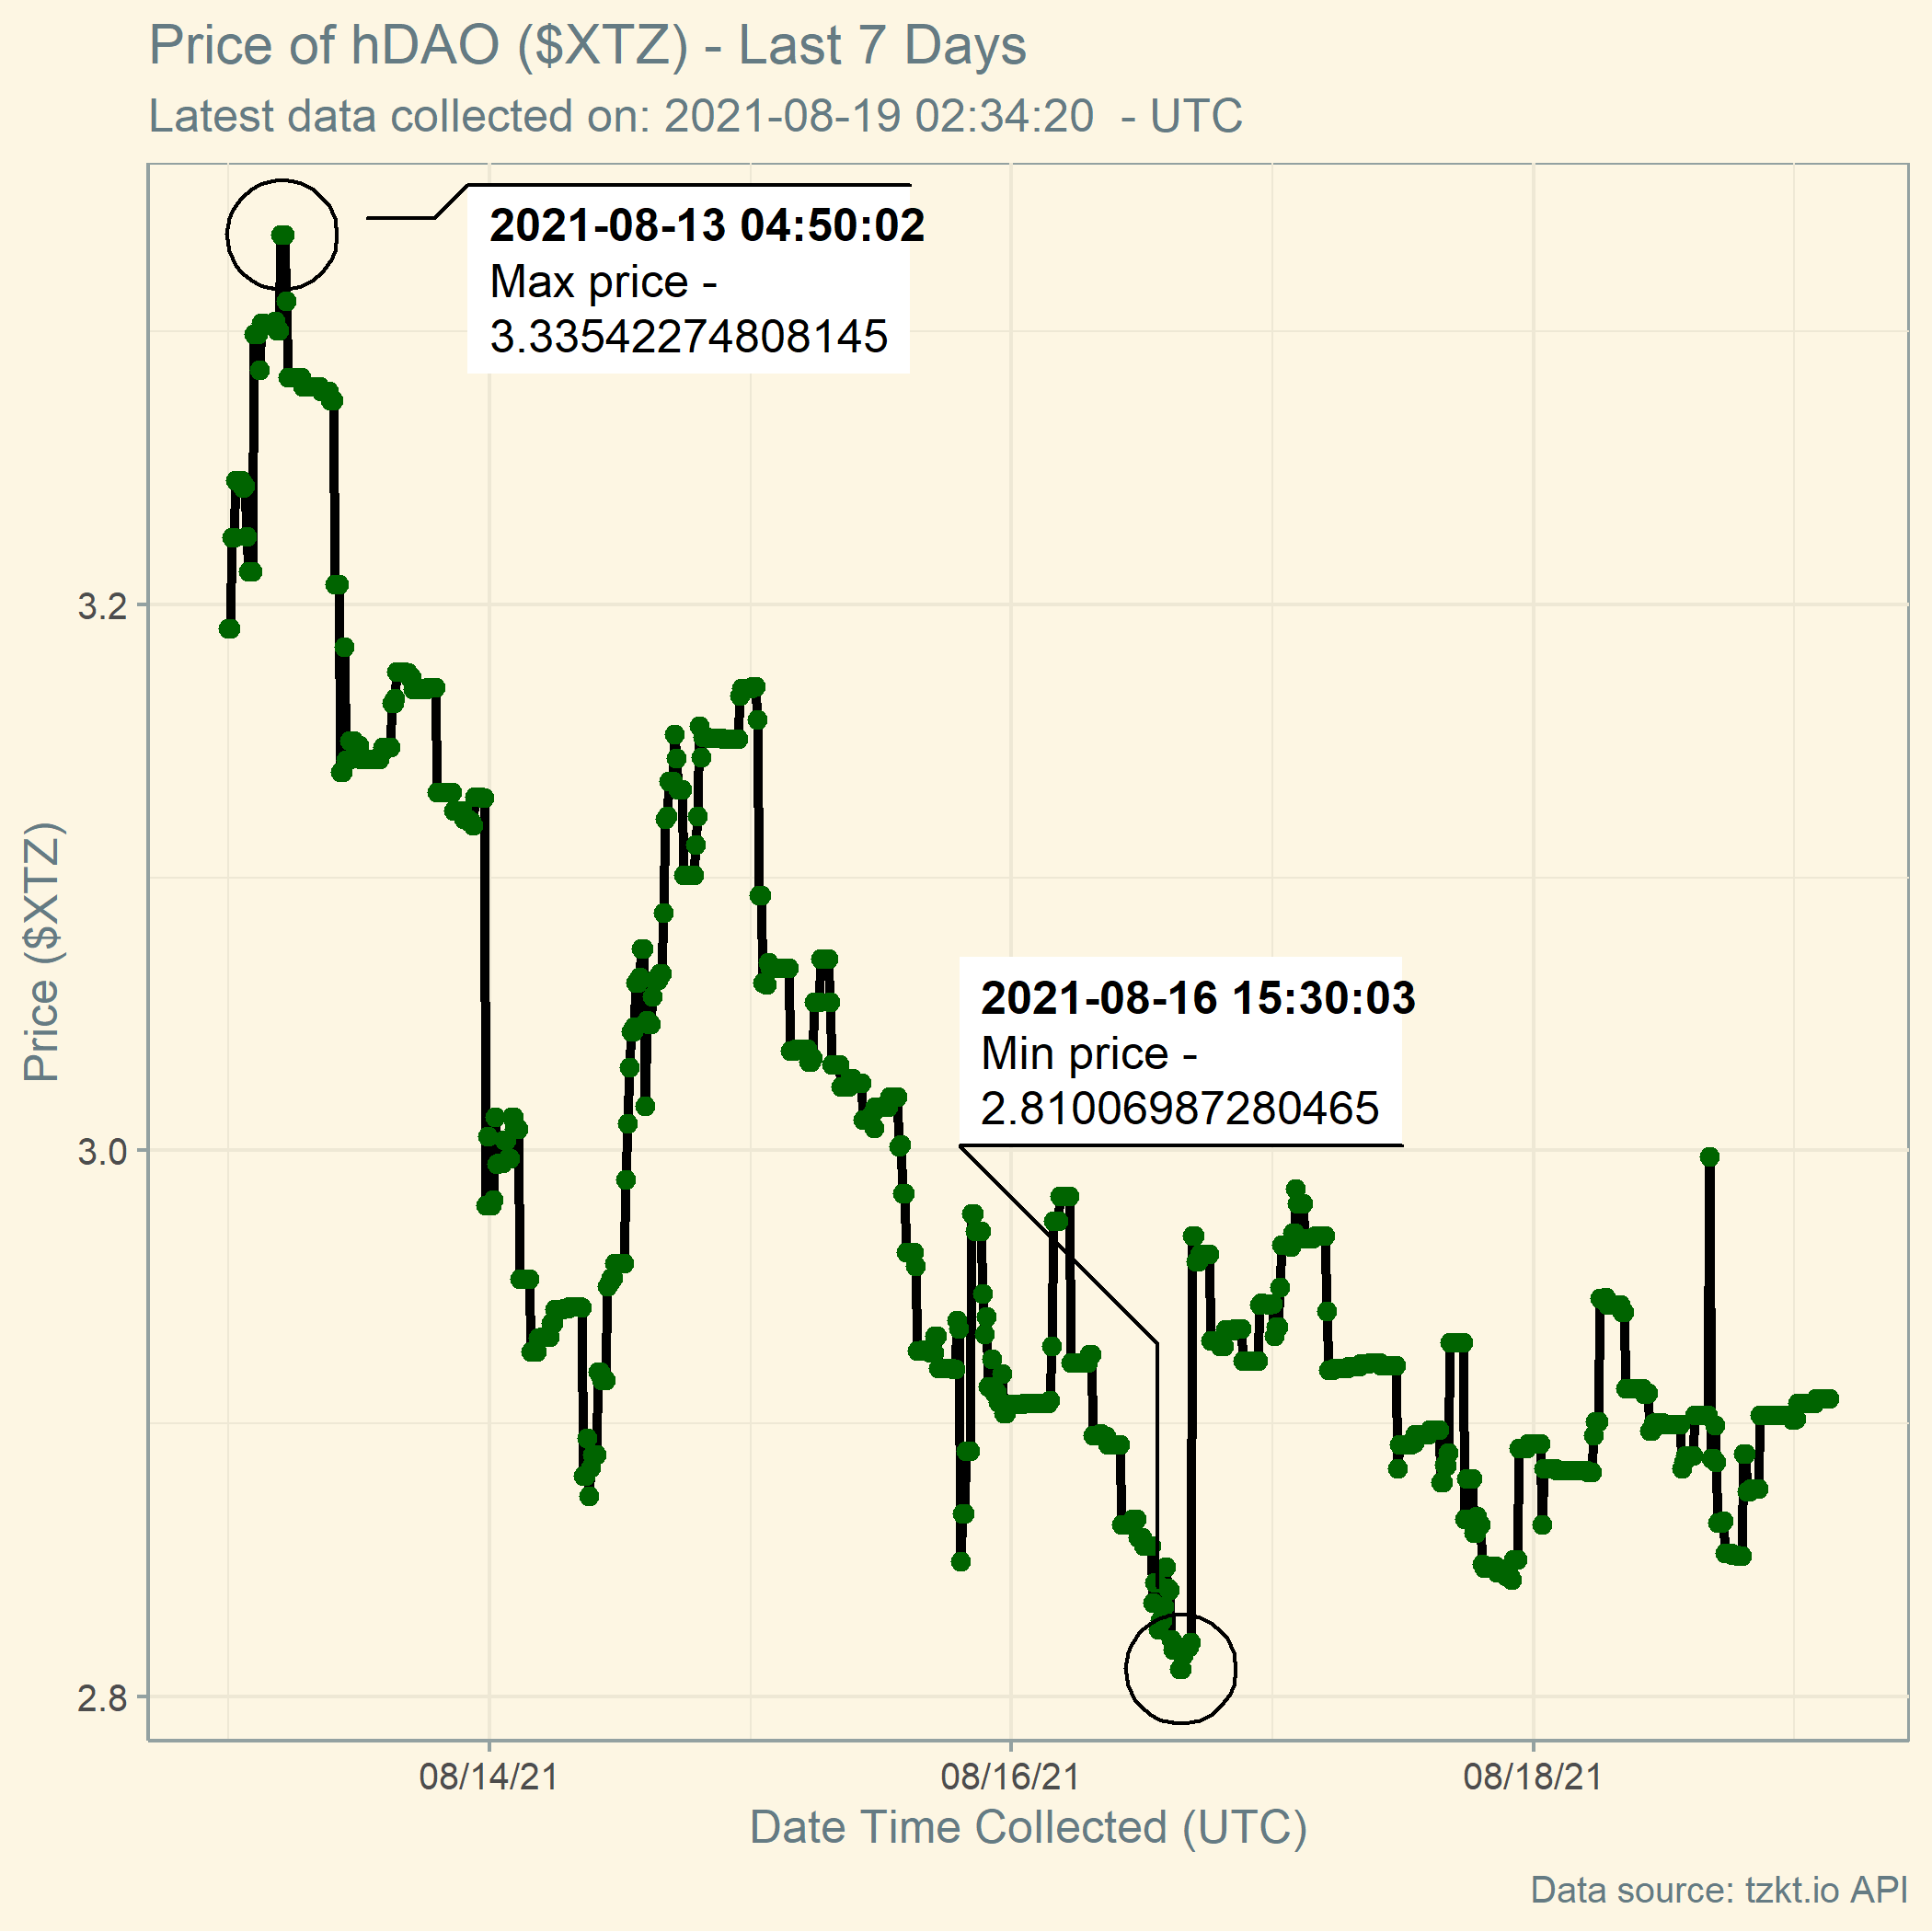 Price of hDAO ($XTZ) - Last 7 Days
Latest data collected on: 2021-08-19 02:34:20  - UTC
2021-08-13 04:50:02
Max price -
3.33542274808145
3.2
Price ($XTZ)
2021-08-16 15:30:03
Min price -
2.81006987280465
3.0
2.8
08/14/21 08/16/21 08/18/21
Date Time Collected (UTC)
Data source: tzkt.io API